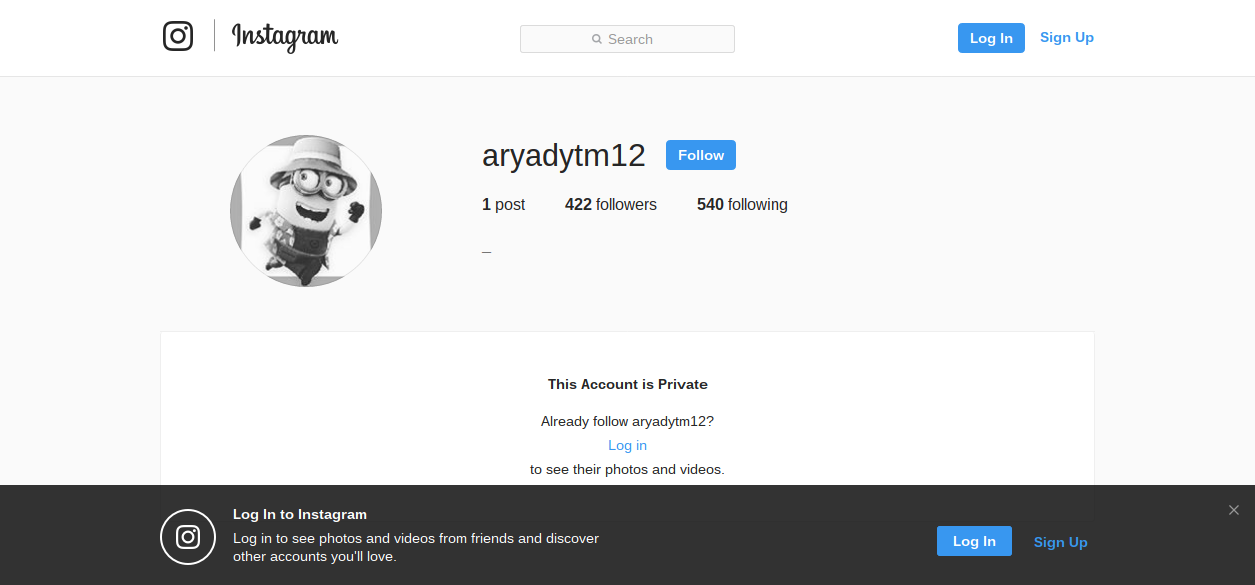 Instagram
Search
Log In
Sign Up
aryadytm12
Follow
1 post
422 followers
540 following
_
This Account is Private
Already follow aryadytm12?
Log in
to see their photos and videos.
Log In to Instagram
Log in to see photos and videos from friends and discover
other accounts you'll love.
Log In
Sign Up